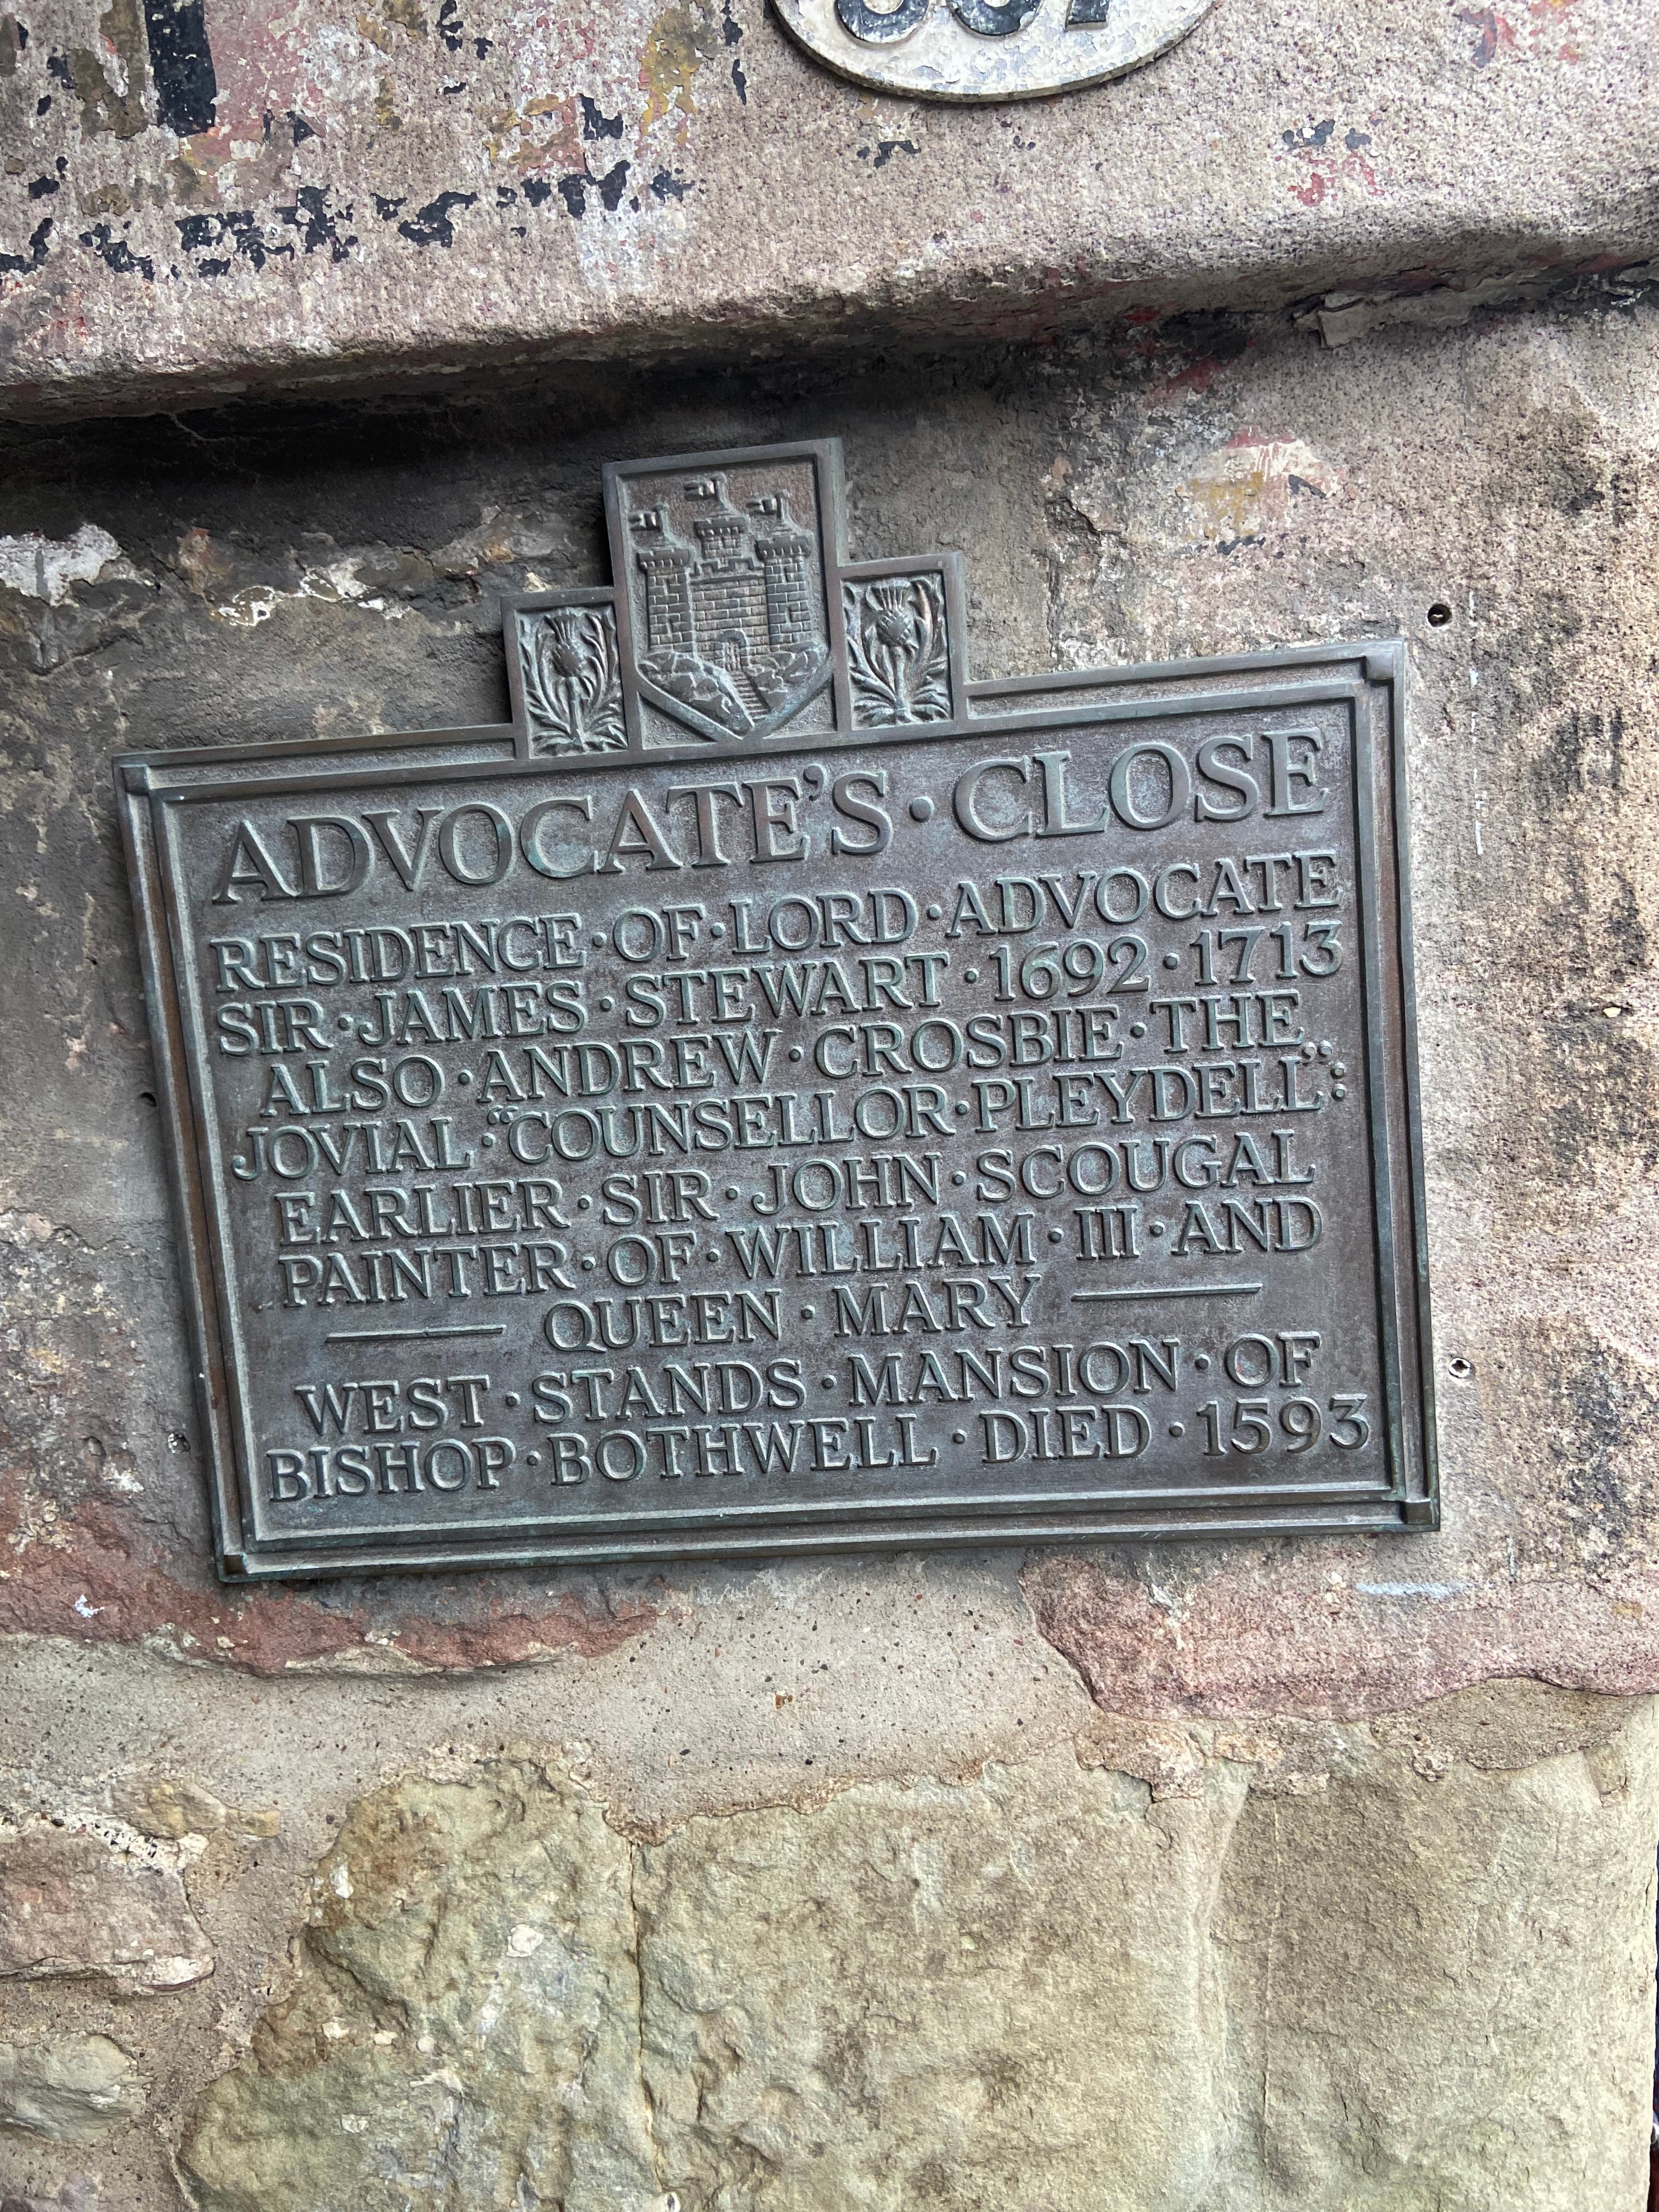 ADVOCATE'S · CLOSE
RESIDENCE · OF · LORD · ADVOCATE
SIR · JAMES · STEWART · 1692 · 1713
ALSO · ANDREW · CROSBIE · THE
JOVIAL · “COUNSELLOR · PLEYDELL”:
EARLIER · SIR · JOHN · SCOUGAL
PAINTER · OF · WILLIAM · III · AND
QUEEN · MARY
WEST · STANDS · MANSION · OF
BISHOP · BOTHWELL · DIED · 1593